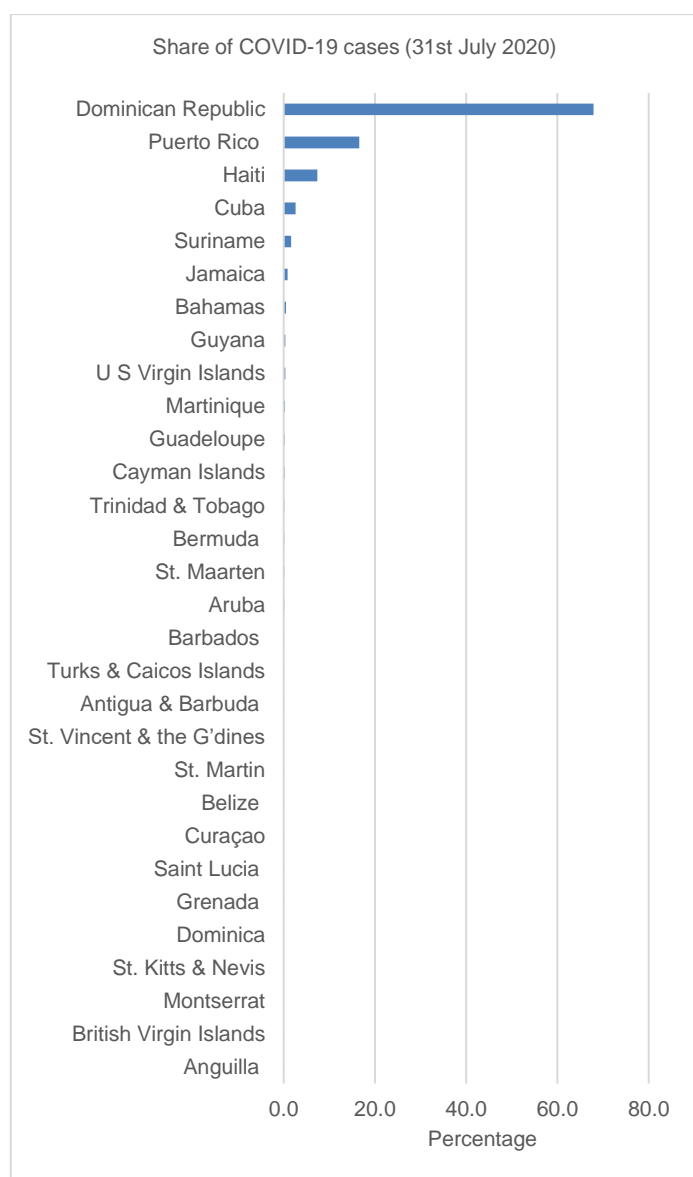 Share of COVID-19 cases (31st July 2020)
Dominican Republic
Puerto Rico
Haiti
Cuba
Suriname
Jamaica
Bahamas
Guyana
U S Virgin Islands
Martinique
Guadeloupe
Cayman Islands
Trinidad & Tobago
Bermuda
St. Maarten
Aruba
Barbados
Turks & Caicos Islands
Antigua & Barbuda
St. Vincent & the G’dines
St. Martin
Belize
Curaçao
Saint Lucia
Grenada
Dominica
St. Kitts & Nevis
Montserrat
British Virgin Islands
Anguilla
0.0 20.0 40.0 60.0 80.0
Percentage